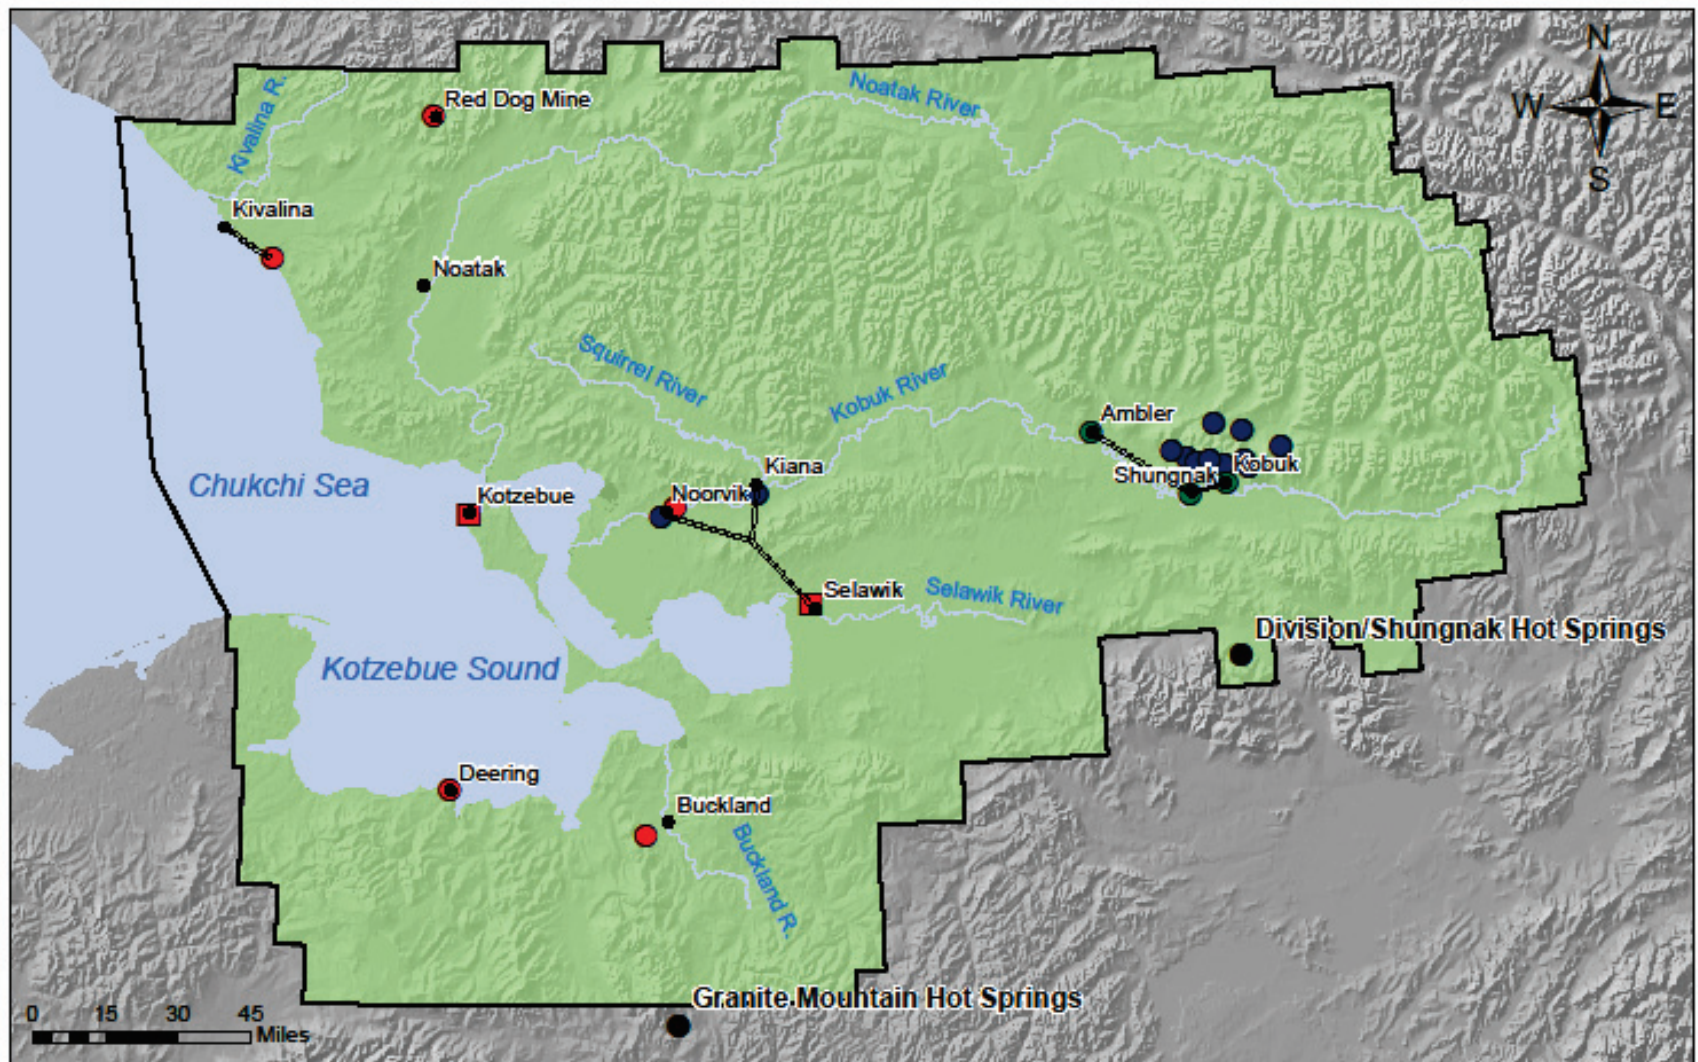 N
Red Dog Mine
Noatak River
W
E
Kivalina R.
S
Kivalina
Noatak
Squirrel River
Kobuk River
Ambler
Kiana
Shungnak
Kobuk
Chukchi Sea
Kotzebue
Noorvik
Selawik
Selawik River
Division/Shungnak Hot Springs
Kotzebue Sound
Deering
Buckland
Buckland R.
Granite Mountain Hot Springs
0 15 30 45
Miles